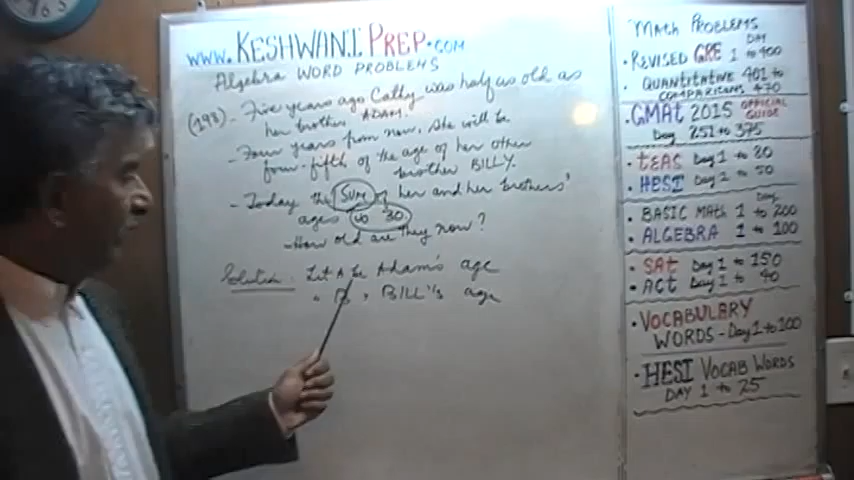 www.KESHWANI PREP.COM
Algebra WORD PROBLEMS
(193) - Five years ago Cathy was half as old as
her brother ADAM.
- Four years from now, she will be
four-fifth of the age of her other
brother BILLY.
- Today the SUM of her and her brothers'
ages is 30
- How old are they now?
Solution: Let A be Adam's age
" B " BILL's age
Math PROBLEMS
DAY
• REVISED GRE 1 to 400
• QUANTITATIVE 401 to
COMPARISONS 470
• GMAt 2015 OFFICIAL GUIDE
Day 251 to 375
• tEAS Day 1 to 80
• HESI Day 1 to 50
Day
• BASIC MAth 1 to 200
• ALGEBRA 1 to 100
• SAt Day 1 to 150
• ACt Day 1 to 40
• VOCABULARY
WORDS - Day 1 to 100
• HESI VOCAB WORDS
DAY 1 to 25